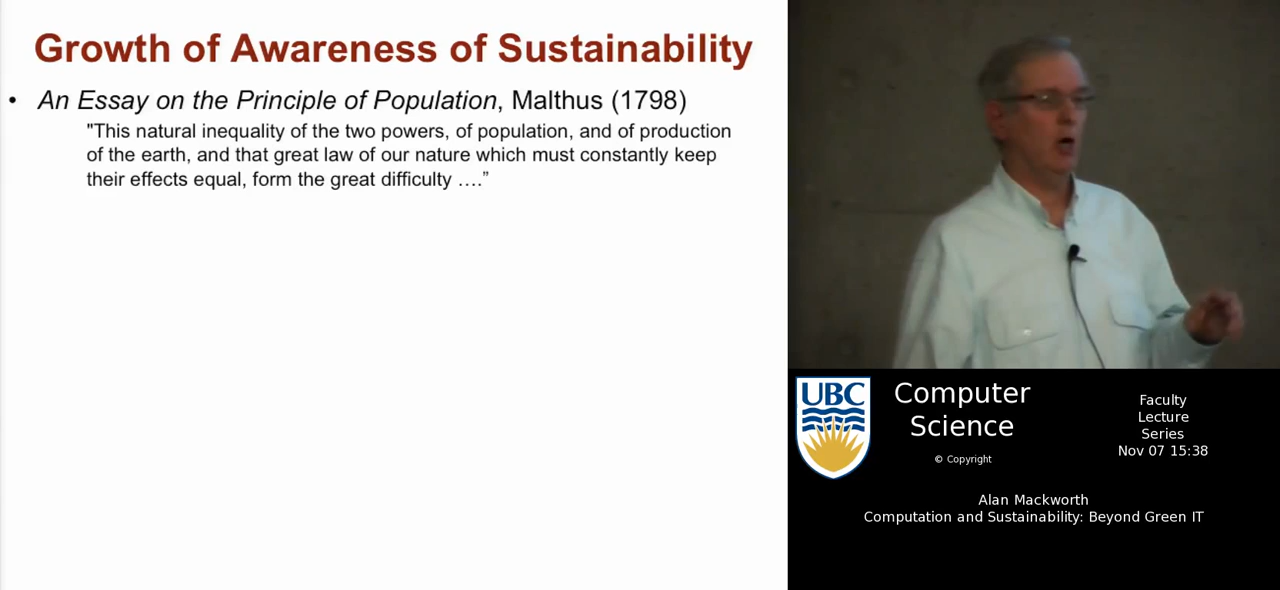 Growth of Awareness of Sustainability
• An Essay on the Principle of Population, Malthus (1798)
"This natural inequality of the two powers, of population, and of production
of the earth, and that great law of our nature which must constantly keep
their effects equal, form the great difficulty ….”
UBC
Computer
Science
© Copyright
Faculty
Lecture
Series
Nov 07 15:38
Alan Mackworth
Computation and Sustainability: Beyond Green IT